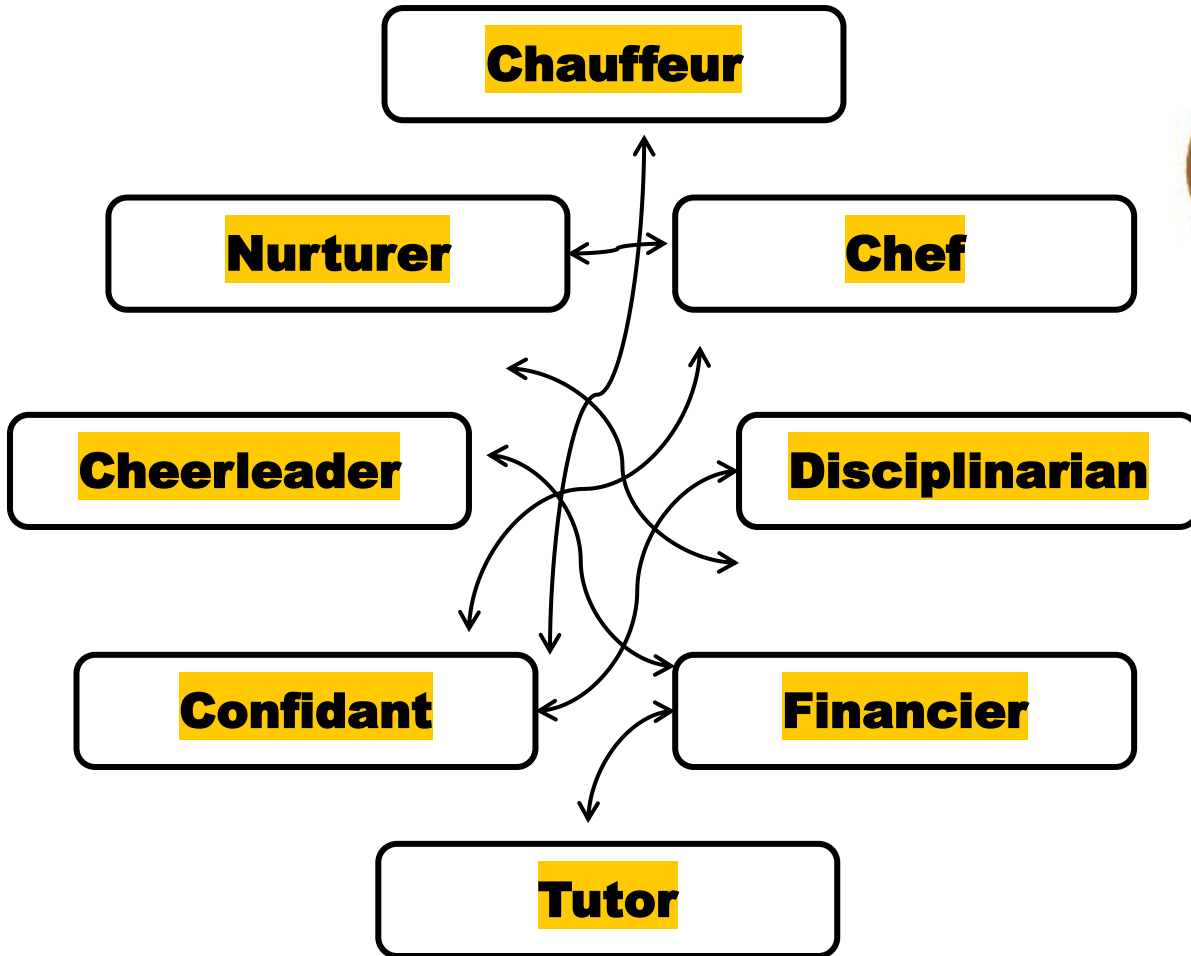 Chauffeur
Nurturer
Chef
Cheerleader
Disciplinarian
Confidant
Financier
Tutor